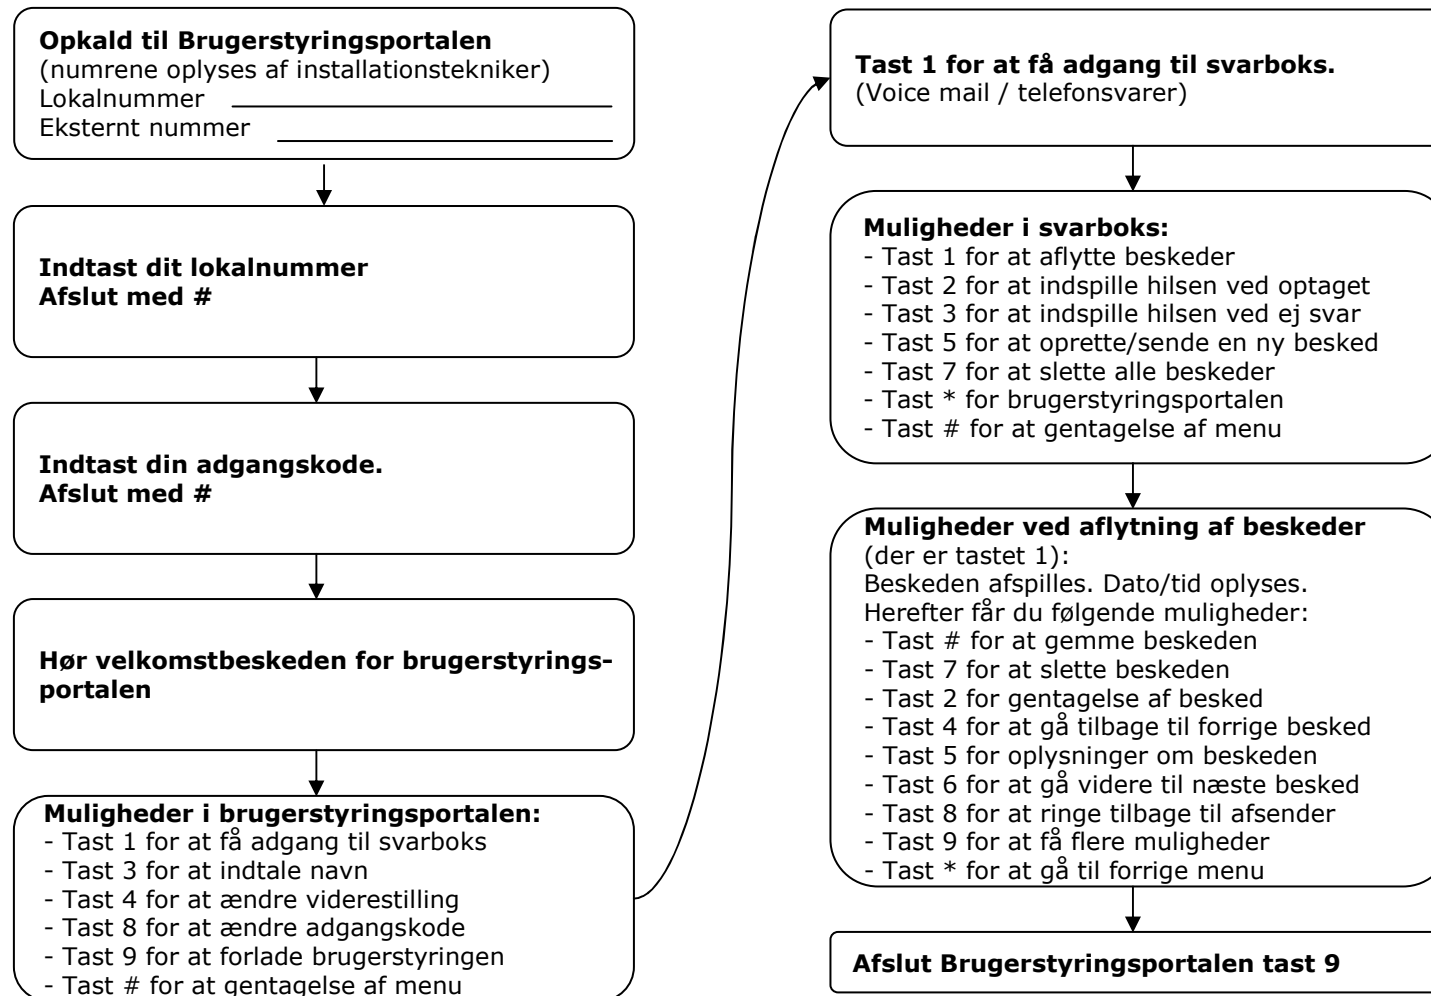 Opkald til Brugerstyringsportalen
(numrene oplyses af installationstekniker)
Lokalnummer
Eksternt nummer
Indtast dit lokalnummer
Afslut med #
Indtast din adgangskode.
Afslut med #
Hør velkomstbeskeden for brugerstyrings-
portalen
Muligheder i brugerstyringsportalen:
- Tast 1 for at få adgang til svarboks
- Tast 3 for at indtale navn
- Tast 4 for at ændre viderestilling
- Tast 8 for at ændre adgangskode
- Tast 9 for at forlade brugerstyringen
- Tast # for at gentagelse af menu
Tast 1 for at få adgang til svarboks.
(Voice mail / telefonsvarer)
Muligheder i svarboks:
- Tast 1 for at aflytte beskeder
- Tast 2 for at indspille hilsen ved optaget
- Tast 3 for at indspille hilsen ved ej svar
- Tast 5 for at oprette/sende en ny besked
- Tast 7 for at slette alle beskeder
- Tast * for brugerstyringsportalen
- Tast # for at gentagelse af menu
Muligheder ved aflytning af beskeder
(der er tastet 1):
Beskeden afspilles. Dato/tid oplyses.
Herefter får du følgende muligheder:
- Tast # for at gemme beskeden
- Tast 7 for at slette beskeden
- Tast 2 for gentagelse af besked
- Tast 4 for at gå tilbage til forrige besked
- Tast 5 for oplysninger om beskeden
- Tast 6 for at gå videre til næste besked
- Tast 8 for at ringe tilbage til afsender
- Tast 9 for at få flere muligheder
- Tast * for at gå til forrige menu
Afslut Brugerstyringsportalen tast 9